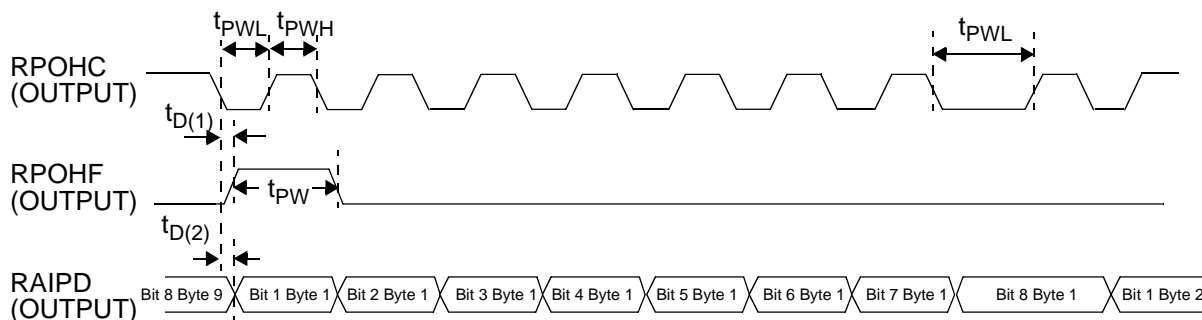 tPWL tPWH tPWL
RPOHC
(OUTPUT)
tD(1)
RPOHF
(OUTPUT)
tPW
tD(2)
RAIPD
(OUTPUT)
Bit 8 Byte 9 Bit 1 Byte 1 Bit 2 Byte 1 Bit 3 Byte 1 Bit 4 Byte 1 Bit 5 Byte 1 Bit 6 Byte 1 Bit 7 Byte 1 Bit 8 Byte 1 Bit 1 Byte 2